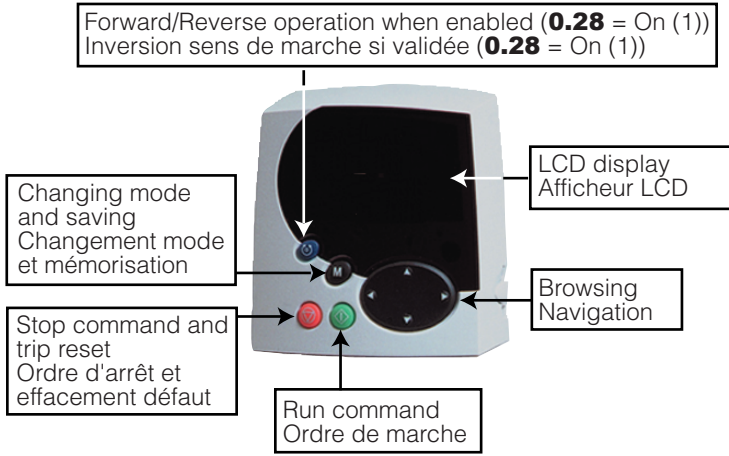 Forward/Reverse operation when enabled (0.28 = On (1))
Inversion sens de marche si validée (0.28 = On (1))
LCD display
Afficheur LCD
Changing mode
and saving
Changement mode
et mémorisation
M
Browsing
Navigation
Stop command and
trip reset
Ordre d'arrêt et
effacement défaut
Run command
Ordre de marche